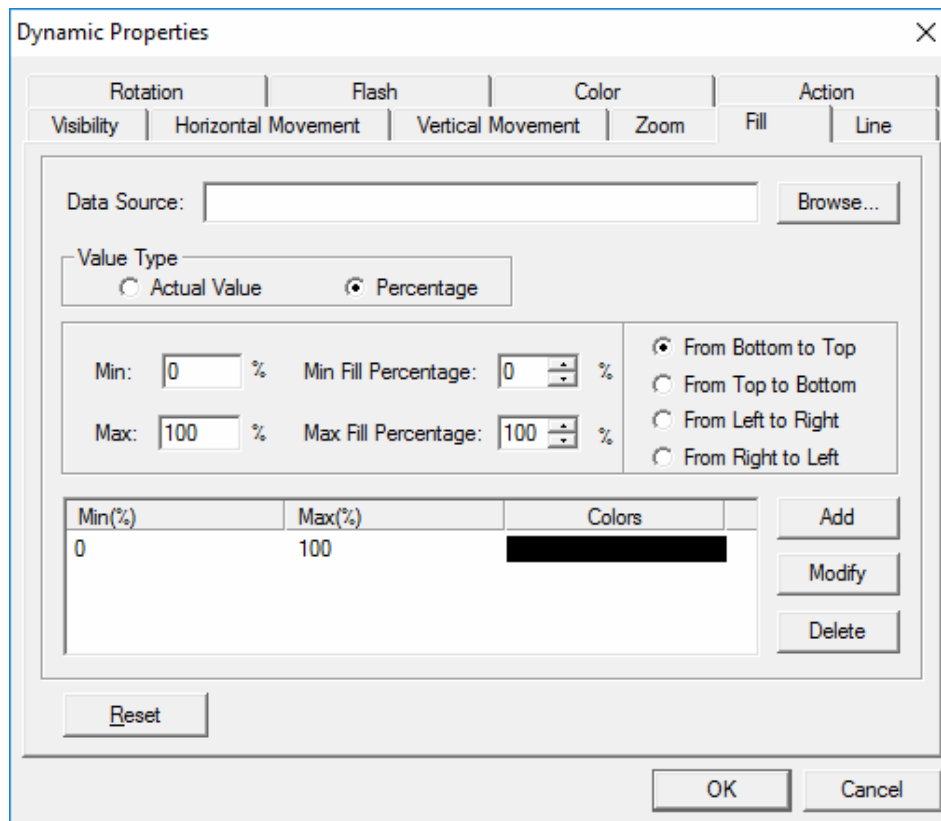 Dynamic Properties
Rotation Flash Color Action
Visibility Horizontal Movement Vertical Movement Zoom Fill Line
Data Source: Browse...
Value Type
Actual Value Percentage
Min: 0 % Min Fill Percentage: 0 %
Max: 100 % Max Fill Percentage: 100 %
From Bottom to Top
From Top to Bottom
From Left to Right
From Right to Left
Min(%) Max(%) Colors
0 100
Add
Modify
Delete
Reset
OK Cancel